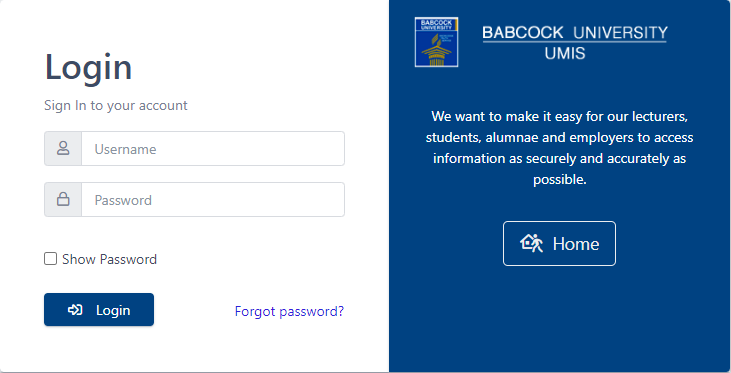 Login
Sign In to your account
Username
Password
Show Password
Login
Forgot password?
BABCOCK
UNIVERSITY
BABCOCK UNIVERSITY
UMIS
We want to make it easy for our lecturers,
students, alumnae and employers to access
information as securely and accurately as
possible.
Home